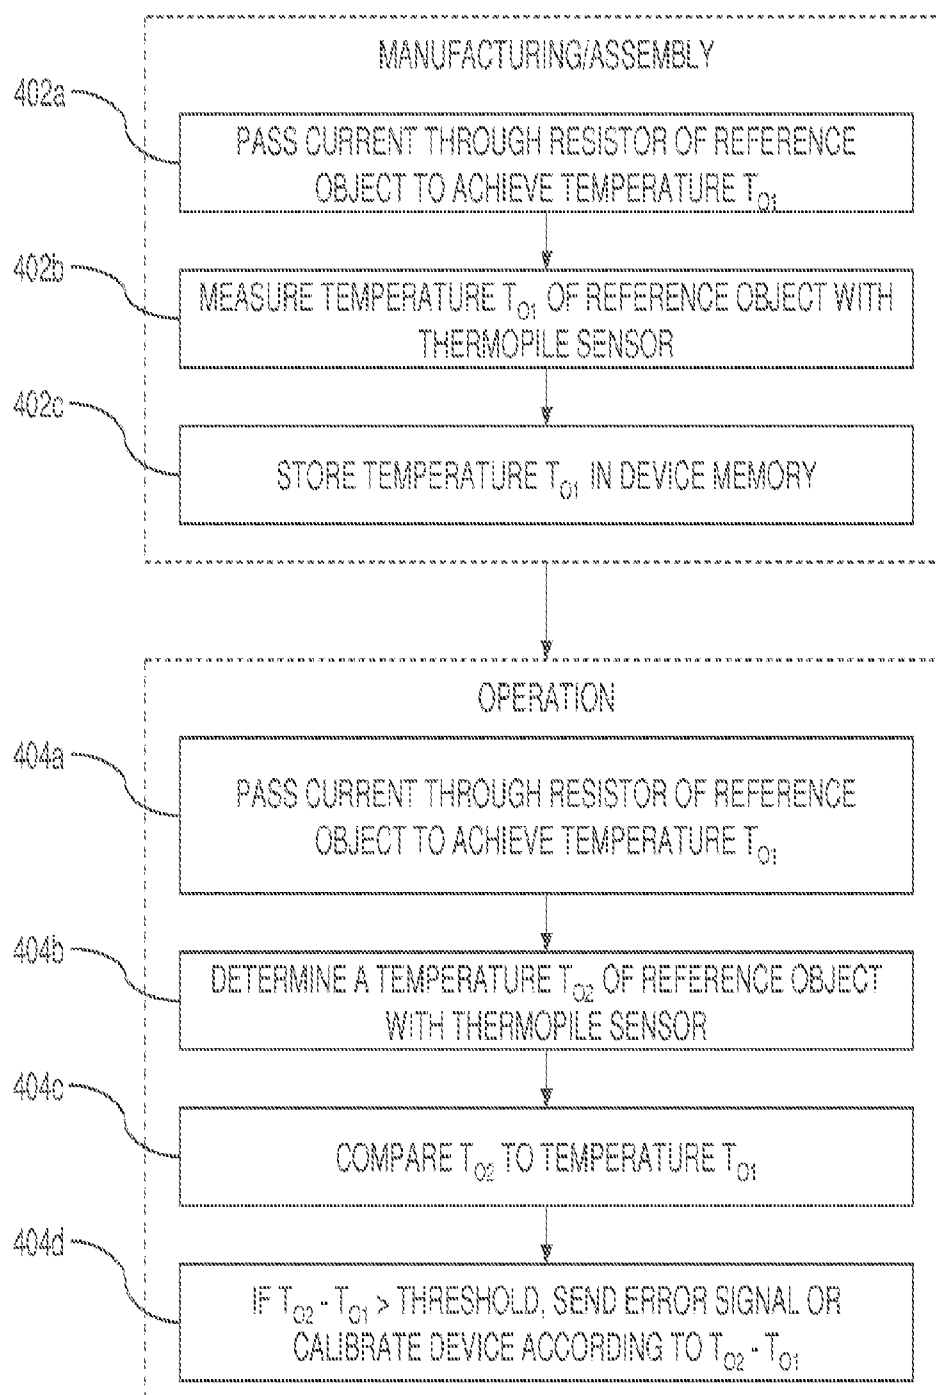 MANUFACTURING/ASSEMBLY
402a
PASS CURRENT THROUGH RESISTOR OF REFERENCE
OBJECT TO ACHIEVE TEMPERATURE TO1
402b
MEASURE TEMPERATURE TO1 OF REFERENCE OBJECT WITH
THERMOPILE SENSOR
402c
STORE TEMPERATURE TO1 IN DEVICE MEMORY
OPERATION
404a
PASS CURRENT THROUGH RESISTOR OF REFERENCE
OBJECT TO ACHIEVE TEMPERATURE TO1
404b
DETERMINE A TEMPERATURE TO2 OF REFERENCE OBJECT
WITH THERMOPILE SENSOR
404c
COMPARE TO2 TO TEMPERATURE TO1
404d
IF TO2 - TO1 > THRESHOLD, SEND ERROR SIGNAL OR
CALIBRATE DEVICE ACCORDING TO TO2 - TO1